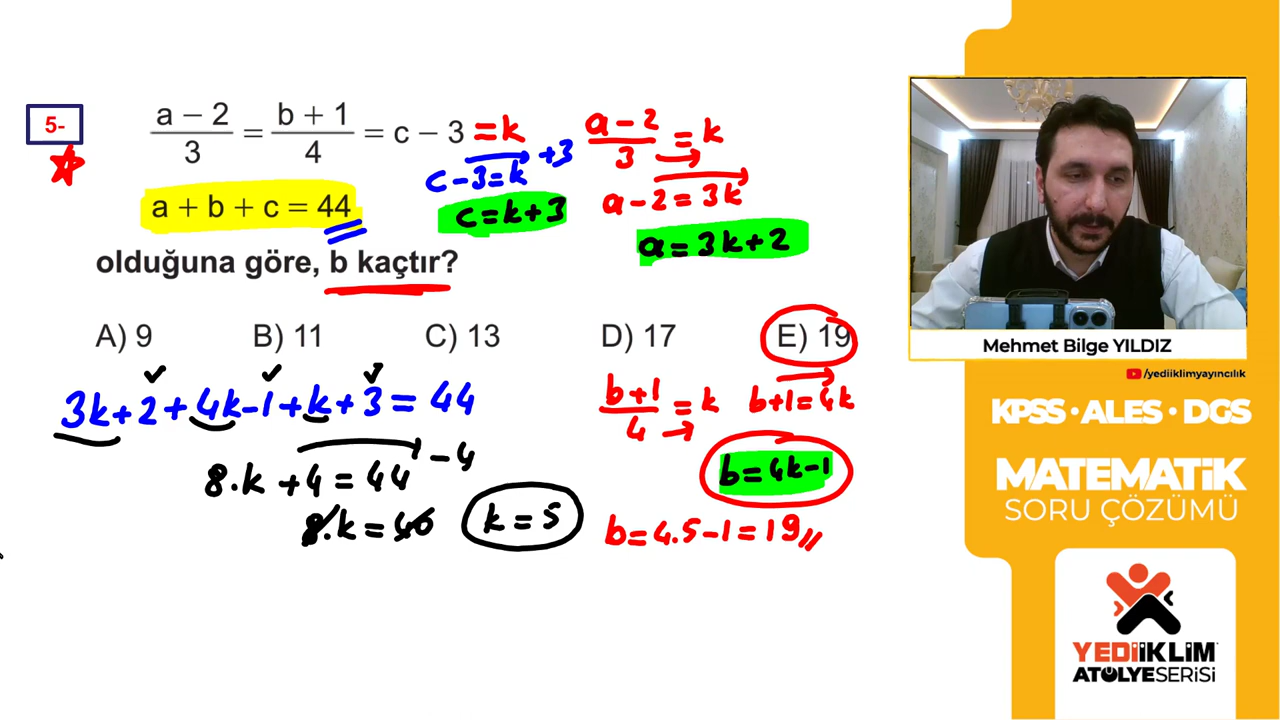 5-
a − 2 / 3 = b + 1 / 4 = c − 3 = k
c − 3 = k +3
c = k + 3
a − 2 / 3 = k
a − 2 = 3k
a = 3k + 2
a + b + c = 44
olduğuna göre, b kaçtır?
A) 9 B) 11 C) 13 D) 17 E) 19
3k + 2 + 4k − 1 + k + 3 = 44
8.k + 4 = 44 − 4
8.k = 40
k = 5
b + 1 / 4 = k
b + 1 = 4k
b = 4k − 1
b = 4.5 − 1 = 19
Mehmet Bilge YILDIZ
/yediiklimyayıncılık
KPSS • ALES • DGS
MATEMATİK
SORU ÇÖZÜMÜ
YEDİİKLİM
ATÖLYESERİSİ